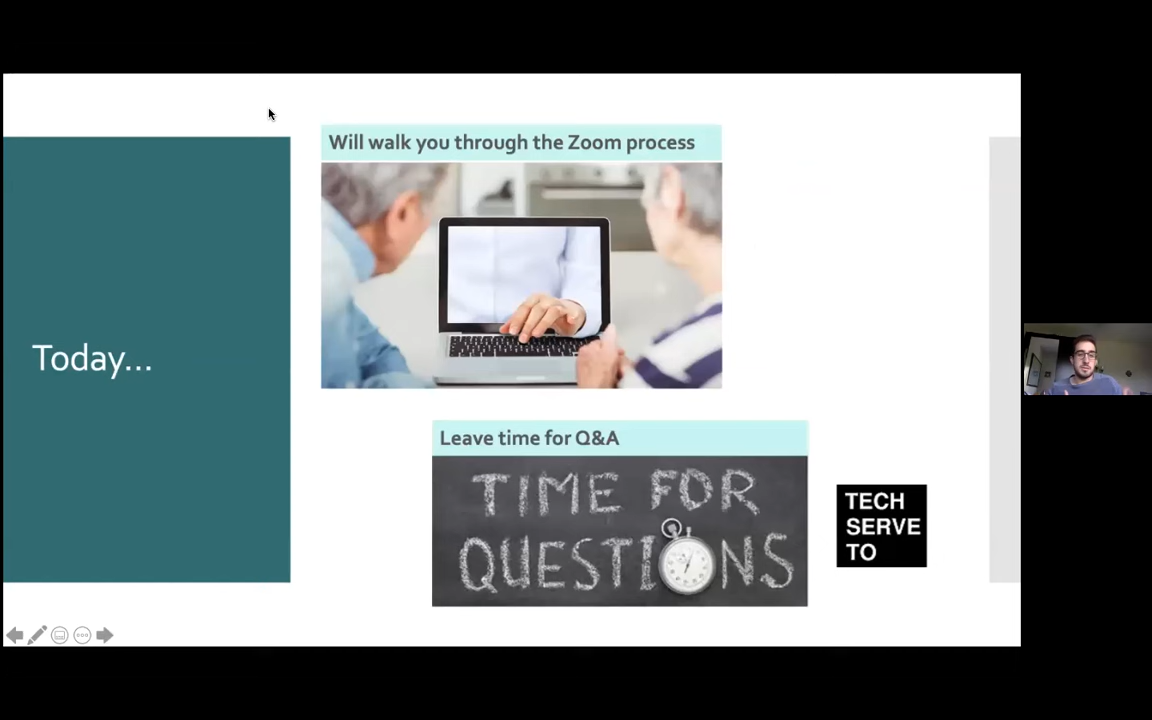 Will walk you through the Zoom process
Today...
Leave time for Q&A
TIME FOR
QUESTIONS
TECH
SERVE
TO